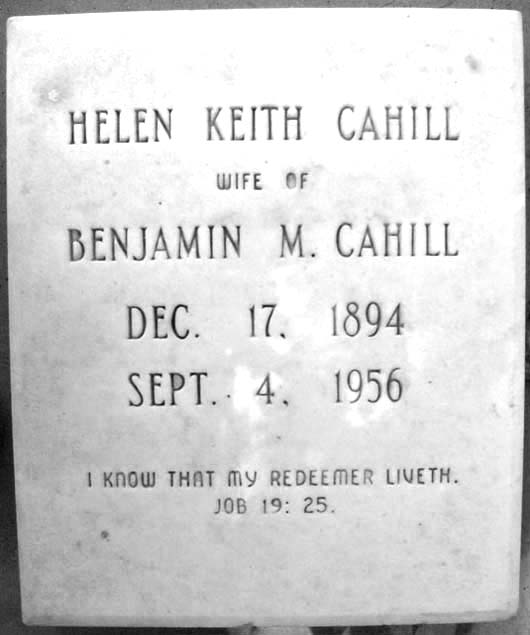 HELEN KEITH CAHILL
WIFE OF
BENJAMIN M. CAHILL
DEC. 17, 1894
SEPT. 4, 1956
I KNOW THAT MY REDEEMER LIVETH.
JOB 19: 25.